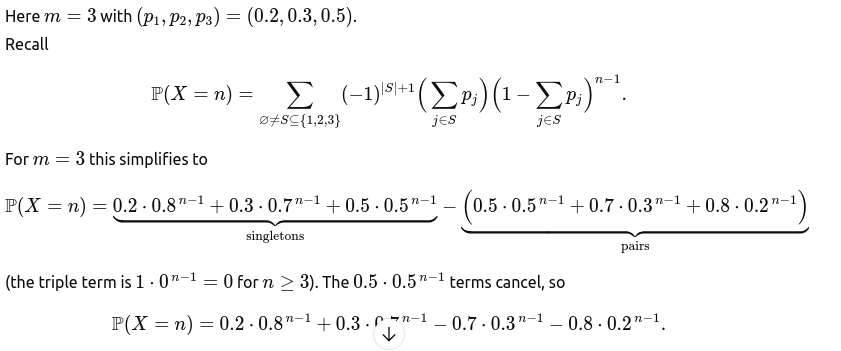 Here m = 3 with (p₁, p₂, p₃) = (0.2, 0.3, 0.5).
Recall
ℙ(X = n) = ∑_{∅≠S⊆{1,2,3}} (−1)^{|S|+1} (∑_{j∈S} p_j) (1 − ∑_{j∈S} p_j)^{n−1}.
For m = 3 this simplifies to
ℙ(X = n) = 0.2 · 0.8^{n−1} + 0.3 · 0.7^{n−1} + 0.5 · 0.5^{n−1} − (0.5 · 0.5^{n−1} + 0.7 · 0.3^{n−1} + 0.8 · 0.2^{n−1})
singletons pairs
(the triple term is 1 · 0^{n−1} = 0 for n ≥ 3). The 0.5 · 0.5^{n−1} terms cancel, so
ℙ(X = n) = 0.2 · 0.8^{n−1} + 0.3 · 0.7^{n−1} − 0.7 · 0.3^{n−1} − 0.8 · 0.2^{n−1}.